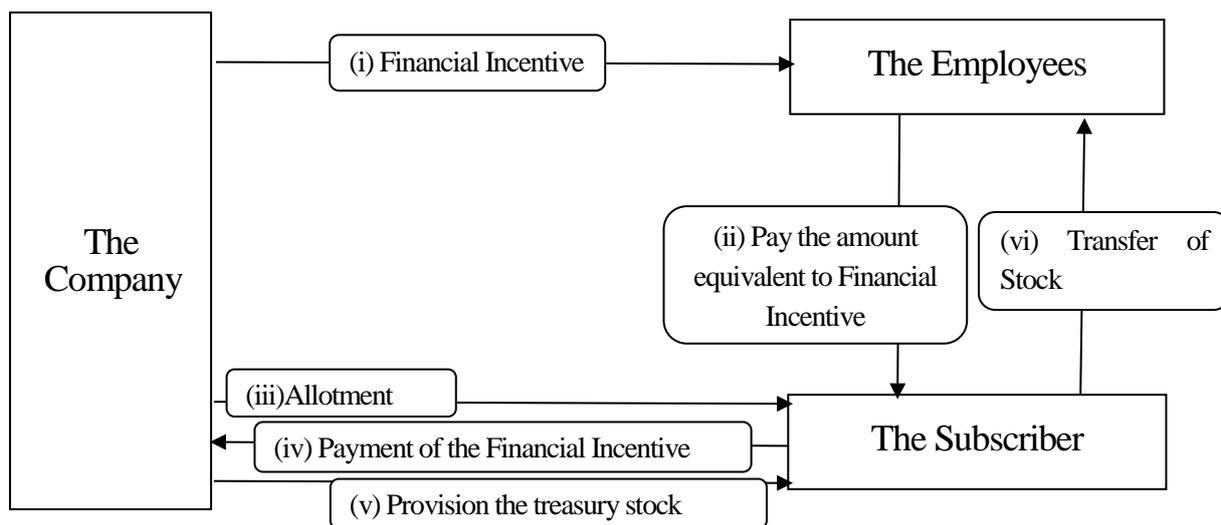 (i) Financial Incentive
The Employees
The
Company
(ii) Pay the amount
equivalent to Financial
Incentive
(vi) Transfer of
Stock
(iii)Allotment
(iv) Payment of the Financial Incentive
The Subscriber
(v) Provision the treasury stock